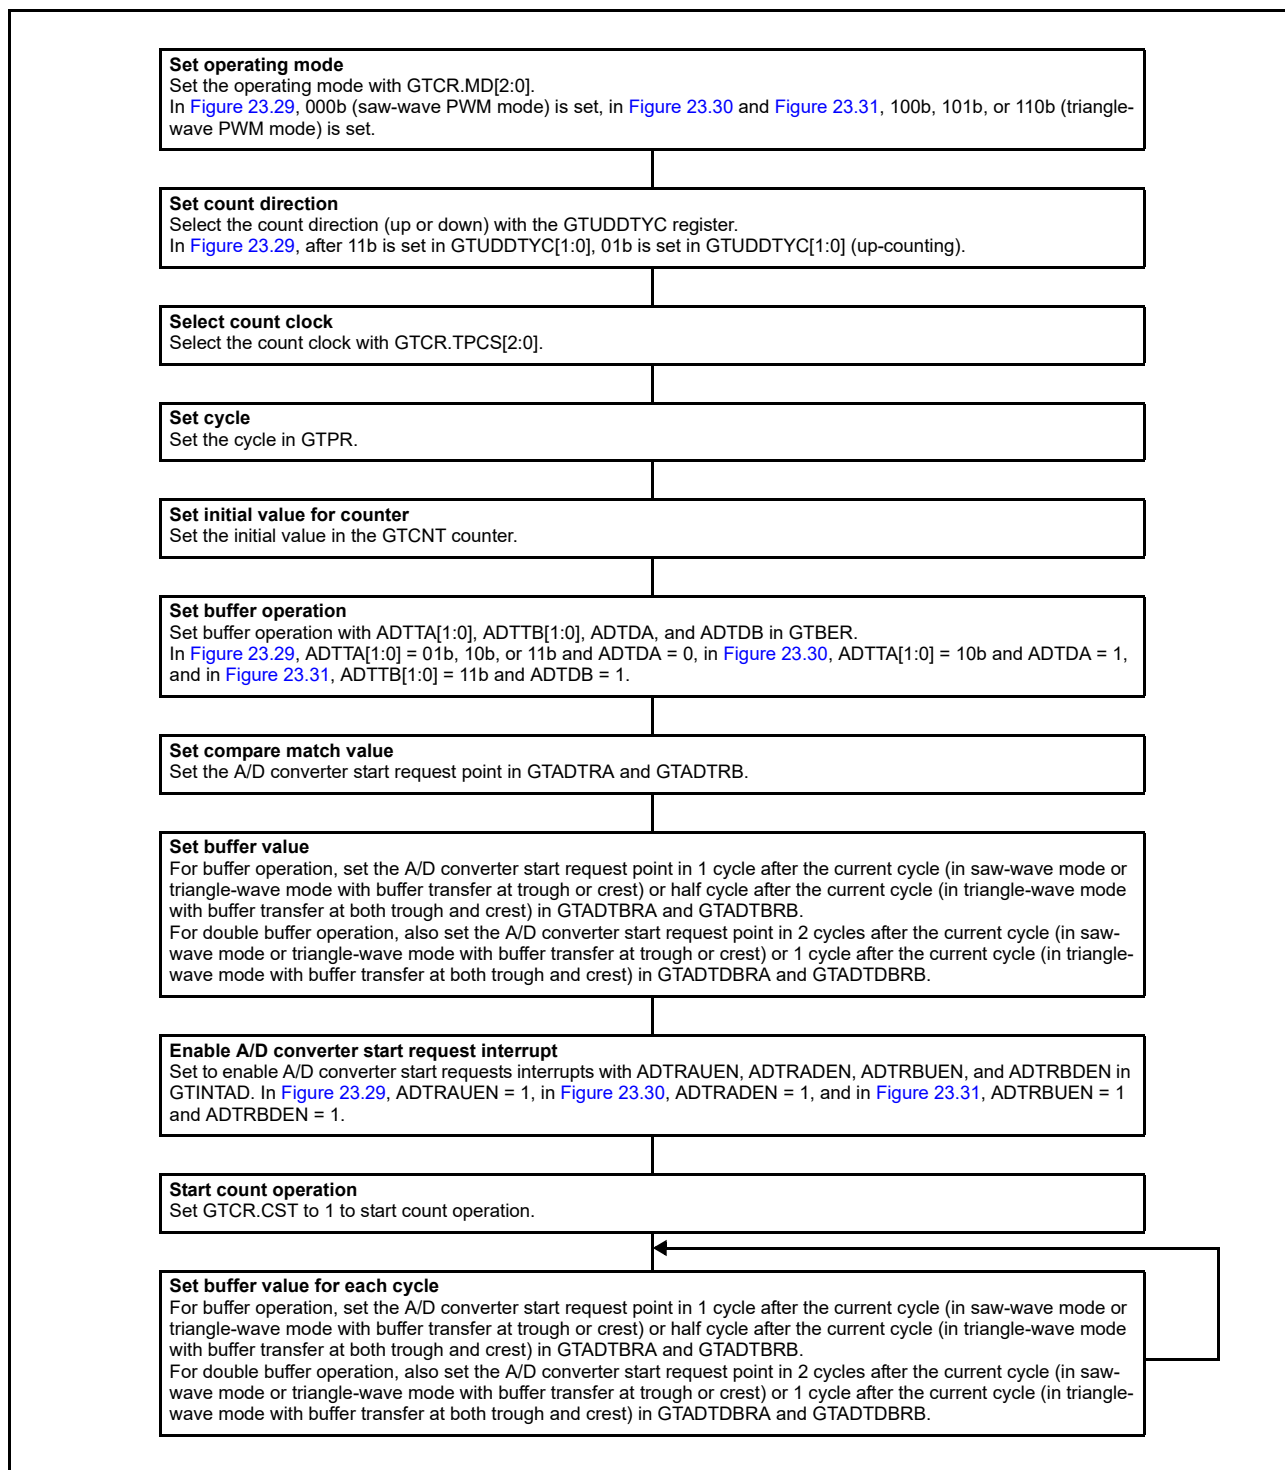 Set operating mode
Set the operating mode with GTCR.MD[2:0].
In Figure 23.29, 000b (saw-wave PWM mode) is set, in Figure 23.30 and Figure 23.31, 100b, 101b, or 110b (triangle-
wave PWM mode) is set.
Set count direction
Select the count direction (up or down) with the GTUDDTYC register.
In Figure 23.29, after 11b is set in GTUDDTYC[1:0], 01b is set in GTUDDTYC[1:0] (up-counting).
Select count clock
Select the count clock with GTCR.TPCS[2:0].
Set cycle
Set the cycle in GTPR.
Set initial value for counter
Set the initial value in the GTCNT counter.
Set buffer operation
Set buffer operation with ADTTA[1:0], ADTTB[1:0], ADTDA, and ADTDB in GTBER.
In Figure 23.29, ADTTA[1:0] = 01b, 10b, or 11b and ADTDA = 0, in Figure 23.30, ADTTA[1:0] = 10b and ADTDA = 1,
and in Figure 23.31, ADTTB[1:0] = 11b and ADTDB = 1.
Set compare match value
Set the A/D converter start request point in GTADTRA and GTADTRB.
Set buffer value
For buffer operation, set the A/D converter start request point in 1 cycle after the current cycle (in saw-wave mode or
triangle-wave mode with buffer transfer at trough or crest) or half cycle after the current cycle (in triangle-wave mode
with buffer transfer at both trough and crest) in GTADTBRA and GTADTBRB.
For double buffer operation, also set the A/D converter start request point in 2 cycles after the current cycle (in saw-
wave mode or triangle-wave mode with buffer transfer at trough or crest) or 1 cycle after the current cycle (in triangle-
wave mode with buffer transfer at both trough and crest) in GTADTDBRA and GTADTDBRB.
Enable A/D converter start request interrupt
Set to enable A/D converter start requests interrupts with ADTRAUEN, ADTRADEN, ADTRBUEN, and ADTRBDEN in
GTINTAD. In Figure 23.29, ADTRAUEN = 1, in Figure 23.30, ADTRADEN = 1, and in Figure 23.31, ADTRBUEN = 1
and ADTRBDEN = 1.
Start count operation
Set GTCR.CST to 1 to start count operation.
Set buffer value for each cycle
For buffer operation, set the A/D converter start request point in 1 cycle after the current cycle (in saw-wave mode or
triangle-wave mode with buffer transfer at trough or crest) or half cycle after the current cycle (in triangle-wave mode
with buffer transfer at both trough and crest) in GTADTBRA and GTADTBRB.
For double buffer operation, also set the A/D converter start request point in 2 cycles after the current cycle (in saw-
wave mode or triangle-wave mode with buffer transfer at trough or crest) or 1 cycle after the current cycle (in triangle-
wave mode with buffer transfer at both trough and crest) in GTADTDBRA and GTADTDBRB.